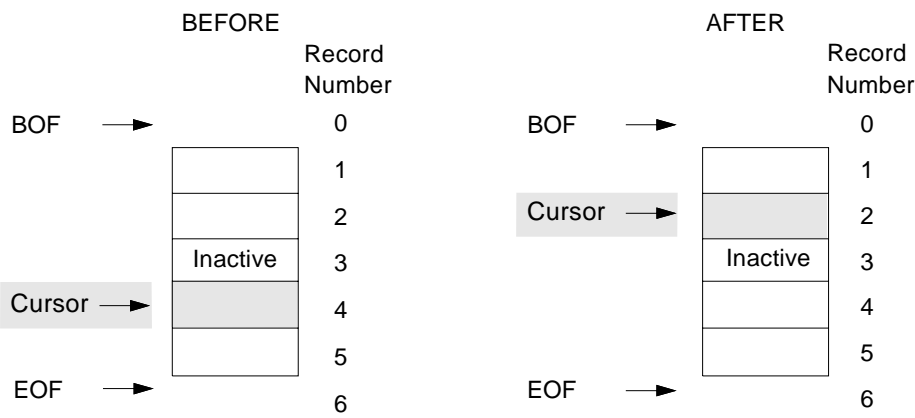 BEFORE
Record
Number
BOF 0
1
2
Inactive 3
Cursor 4
5
EOF 6
AFTER
Record
Number
BOF 0
1
Cursor 2
Inactive 3
4
5
EOF 6